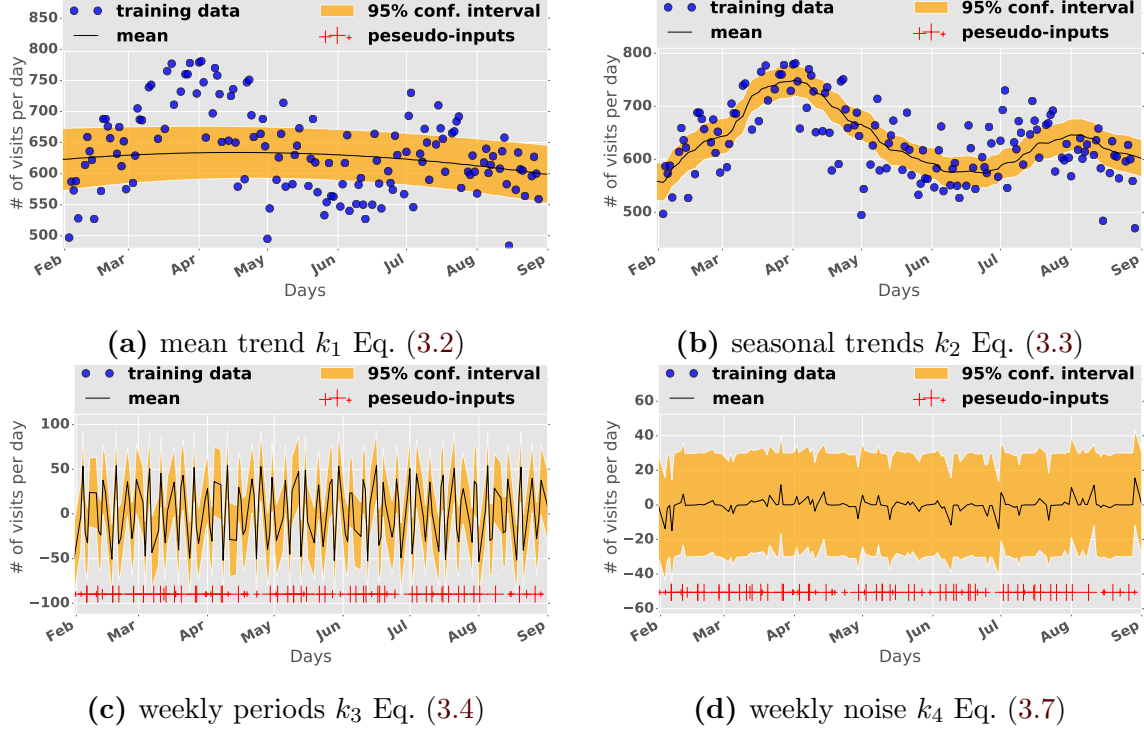 training data 95% conf. interval
mean peseudo-inputs
850
800
750
700
650
600
550
500
# of visits per day
Feb Mar Apr May Jun Jul Aug Sep
Days
(a) mean trend k₁ Eq. (3.2)
training data 95% conf. interval
mean peseudo-inputs
800
700
600
500
# of visits per day
Feb Mar Apr May Jun Jul Aug Sep
Days
(b) seasonal trends k₂ Eq. (3.3)
training data 95% conf. interval
mean peseudo-inputs
100
50
0
−50
−100
# of visits per day
Feb Mar Apr May Jun Jul Aug Sep
Days
(c) weekly periods k₃ Eq. (3.4)
training data 95% conf. interval
mean peseudo-inputs
60
40
20
0
−20
−40
−60
# of visits per day
Feb Mar Apr May Jun Jul Aug Sep
Days
(d) weekly noise k₄ Eq. (3.7)